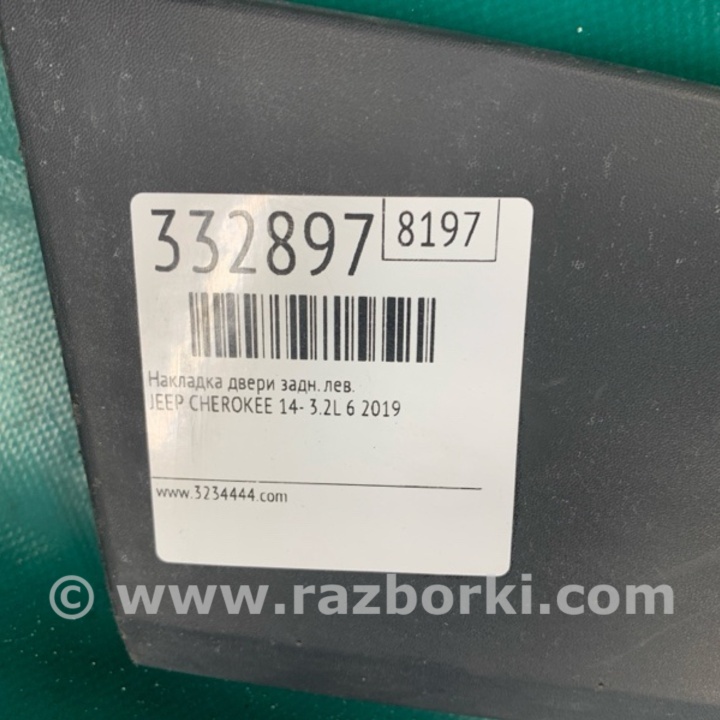 332897 8197
Накладка двери задн. лев.
JEEP CHEROKEE 14- 3.2L 6 2019
www.3234444.com
© www.razborki.com